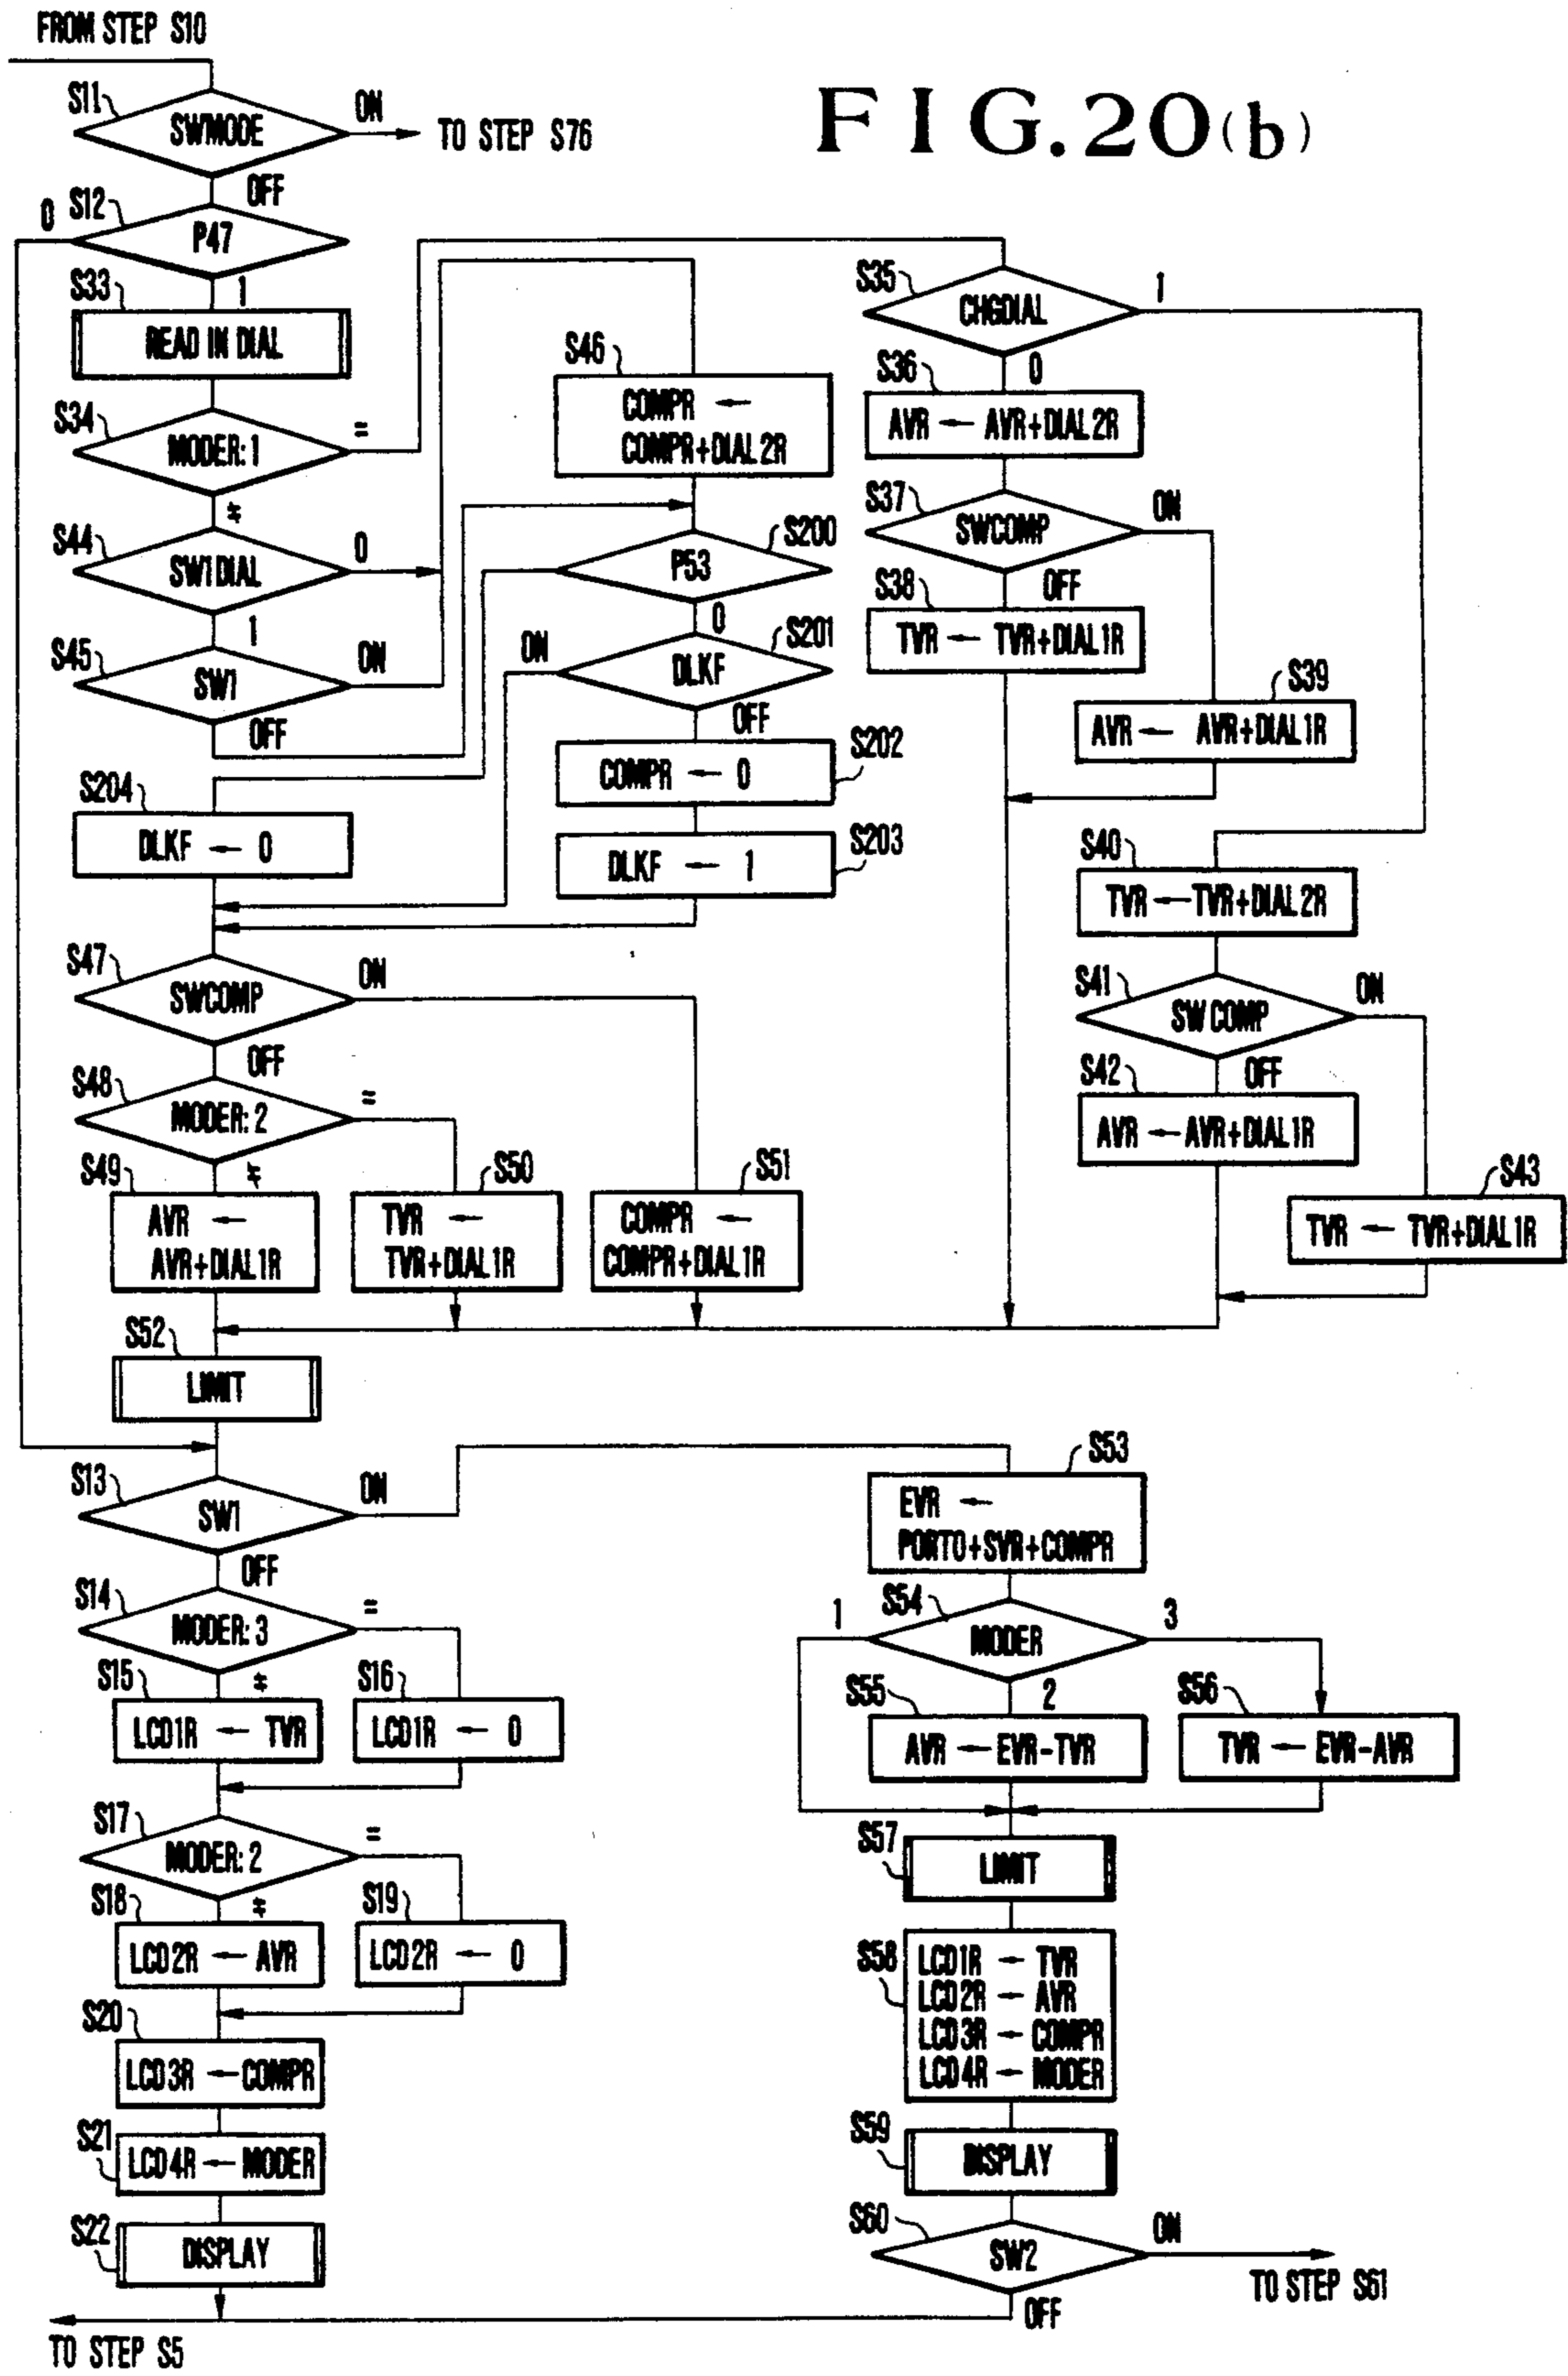 FROM STEP S10
FIG.20(b)
S11
SWMODE
ON
TO STEP S76
OFF
0
S12
P47
1
S33
READ IN DIAL
S34
MODER:1
=
≠
S44
SW1DIAL
0
1
S45
SW1
ON
OFF
S46
COMPR ←
COMPR+DIAL2R
S200
P53
0
S201
ON
DLKF
OFF
S202
COMPR ← 0
S203
DLKF ← 1
S204
DLKF ← 0
S35
CHGDIAL
1
0
S36
AVR ← AVR+DIAL2R
S37
SWCOMP
ON
OFF
S38
TVR ← TVR+DIAL1R
S39
AVR ← AVR+DIAL1R
S40
TVR ← TVR+DIAL2R
S41
SWCOMP
ON
OFF
S42
AVR ← AVR+DIAL1R
S43
TVR ← TVR+DIAL1R
S47
SWCOMP
ON
OFF
S48
MODER:2
=
≠
S49
AVR ←
AVR+DIAL1R
S50
TVR ←
TVR+DIAL1R
S51
COMPR ←
COMPR+DIAL1R
S52
LIMIT
S13
SW1
ON
OFF
S14
MODER:3
=
≠
S15
LCD1R ← TVR
S16
LCD1R ← 0
S17
MODER:2
=
≠
S18
LCD2R ← AVR
S19
LCD2R ← 0
S20
LCD3R ← COMPR
S21
LCD4R ← MODER
S22
DISPLAY
TO STEP S5
S53
EVR ←
PORT0+SVR+COMPR
S54
1
MODER
3
2
S55
AVR ← EVR-TVR
S56
TVR ← EVR-AVR
S57
LIMIT
S58
LCD1R ← TVR
LCD2R ← AVR
LCD3R ← COMPR
LCD4R ← MODER
S59
DISPLAY
S60
SW2
ON
TO STEP S61
OFF